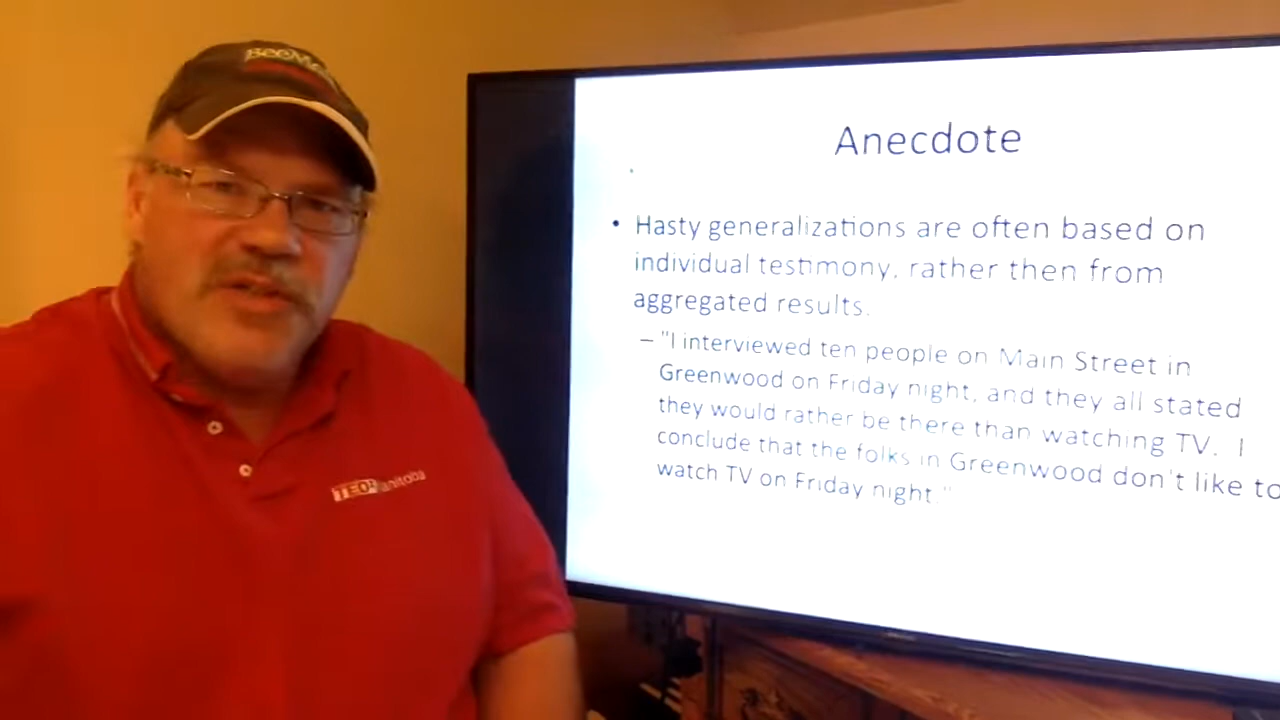 Anecdote
• Hasty generalizations are often based on
individual testimony, rather then from
aggregated results.
– "I interviewed ten people on Main Street in
Greenwood on Friday night, and they all stated
they would rather be there than watching TV. I
conclude that the folks in Greenwood don't like to
watch TV on Friday night."